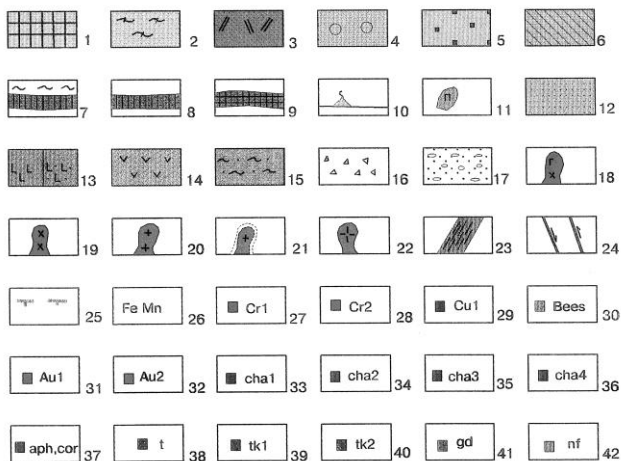 1 2 3 4 5 6
7 8 9 10 п 11 12
L L L L 13 14 15 16 17 г x 18
x x 19 + + 20 + 21 22 23 24
25 Fe Mn 26 Cr1 27 Cr2 28 Cu1 29 Bees 30
Au1 31 Au2 32 cha1 33 cha2 34 cha3 35 cha4 36
aph,cor 37 t 38 tk1 39 tk2 40 gd 41 nf 42